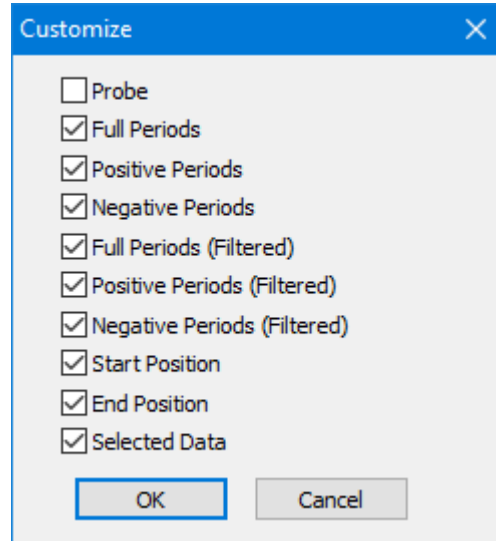 Customize
Probe
Full Periods
Positive Periods
Negative Periods
Full Periods (Filtered)
Positive Periods (Filtered)
Negative Periods (Filtered)
Start Position
End Position
Selected Data
OK Cancel